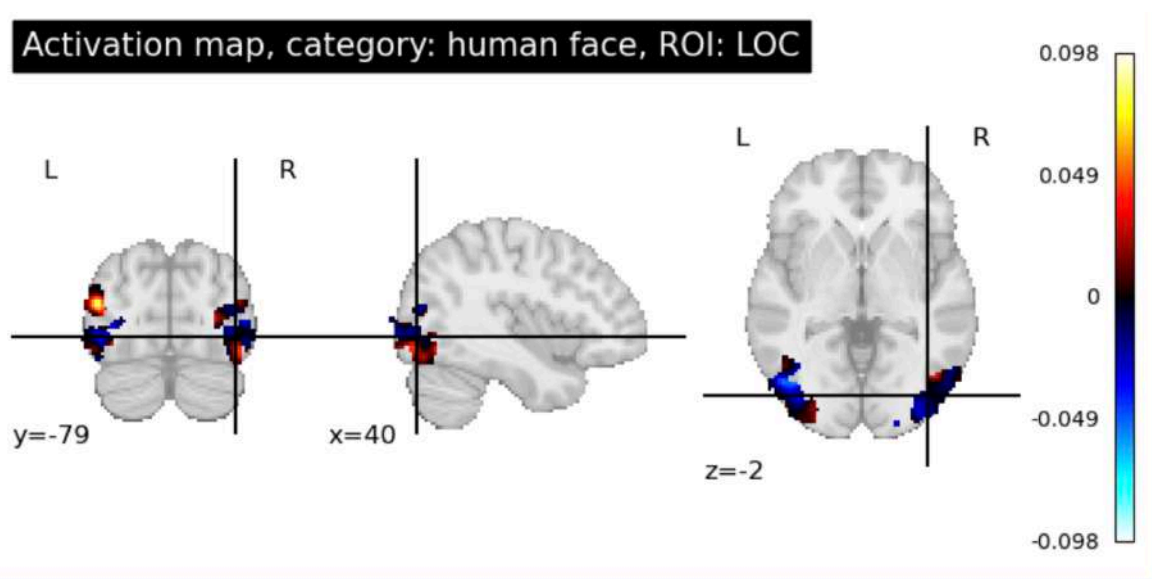 Activation map, category: human face, ROI: LOC
L
R
y=-79
x=40
L
R
z=-2
0.098
0.049
0
-0.049
-0.098